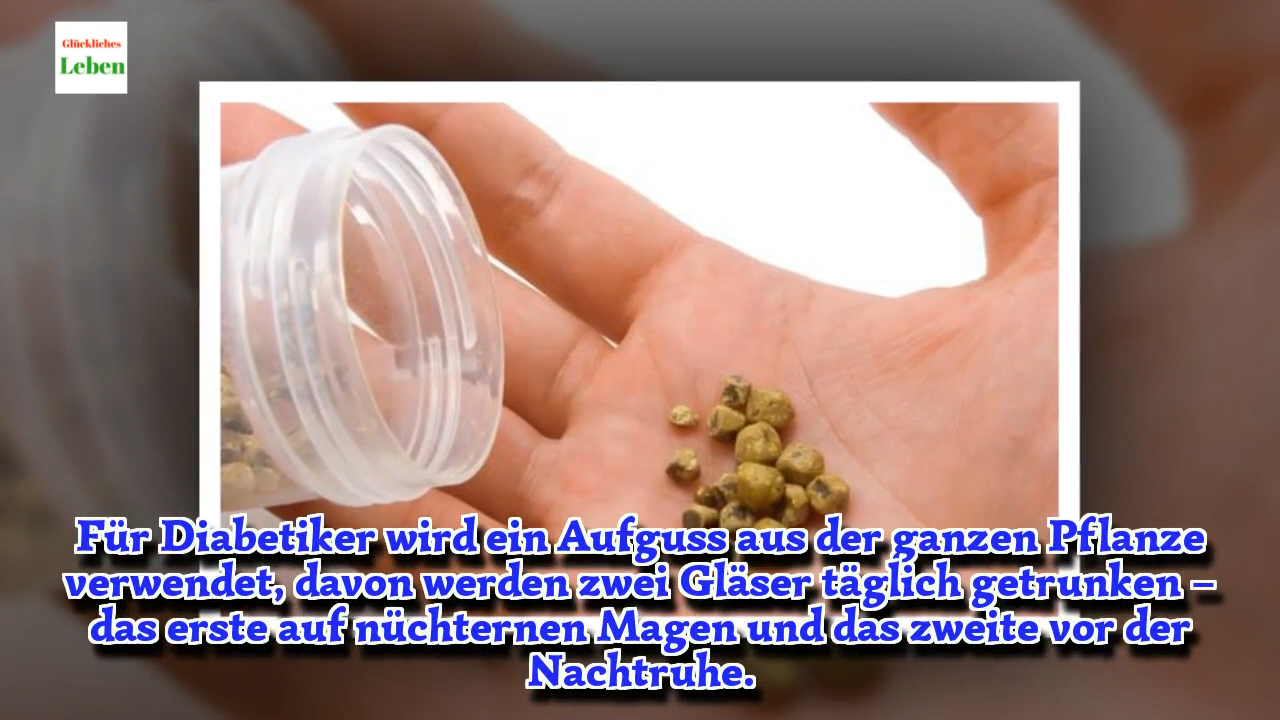 Glückliches
Leben
Für Diabetiker wird ein Aufguss aus der ganzen Pflanze
verwendet, davon werden zwei Gläser täglich getrunken –
das erste auf nüchternen Magen und das zweite vor der
Nachtruhe.